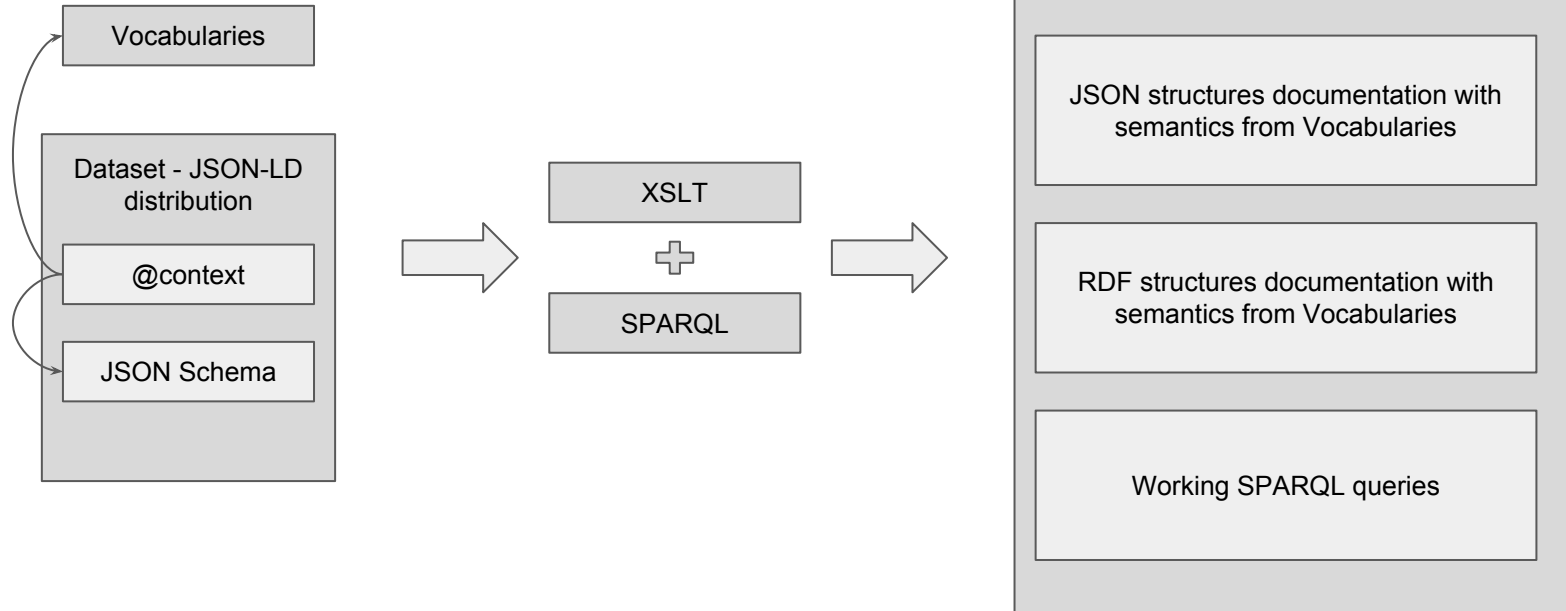 Vocabularies
Dataset - JSON-LD
distribution
@context
JSON Schema
XSLT
SPARQL
JSON structures documentation with
semantics from Vocabularies
RDF structures documentation with
semantics from Vocabularies
Working SPARQL queries